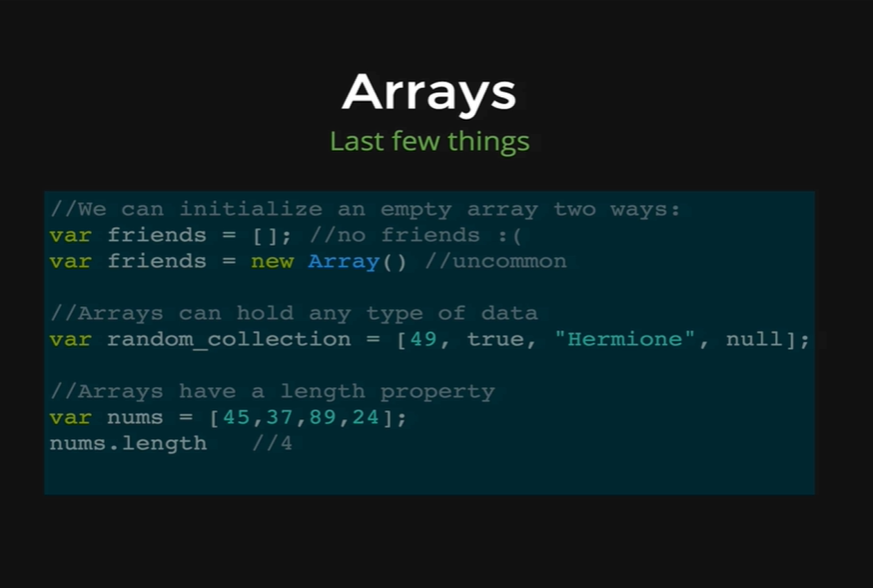 Arrays
Last few things
//We can initialize an empty array two ways:
var friends = []; //no friends :(
var friends = new Array() //uncommon
//Arrays can hold any type of data
var random_collection = [49, true, "Hermione", null];
//Arrays have a length property
var nums = [45,37,89,24];
nums.length   //4